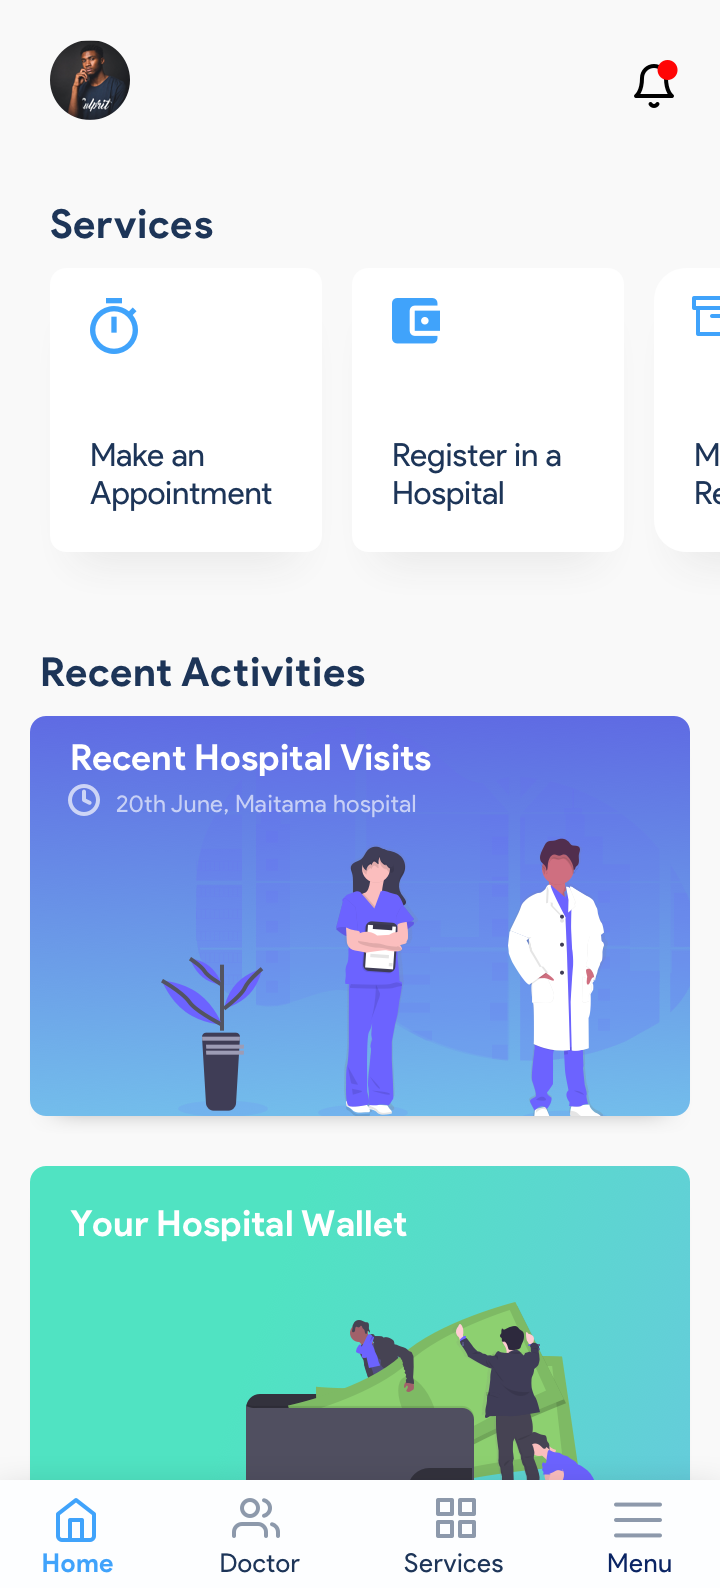 Services
Make an
Appointment
Register in a
Hospital
Recent Activities
Recent Hospital Visits
20th June, Maitama hospital
Your Hospital Wallet
Home
Doctor
Services
Menu